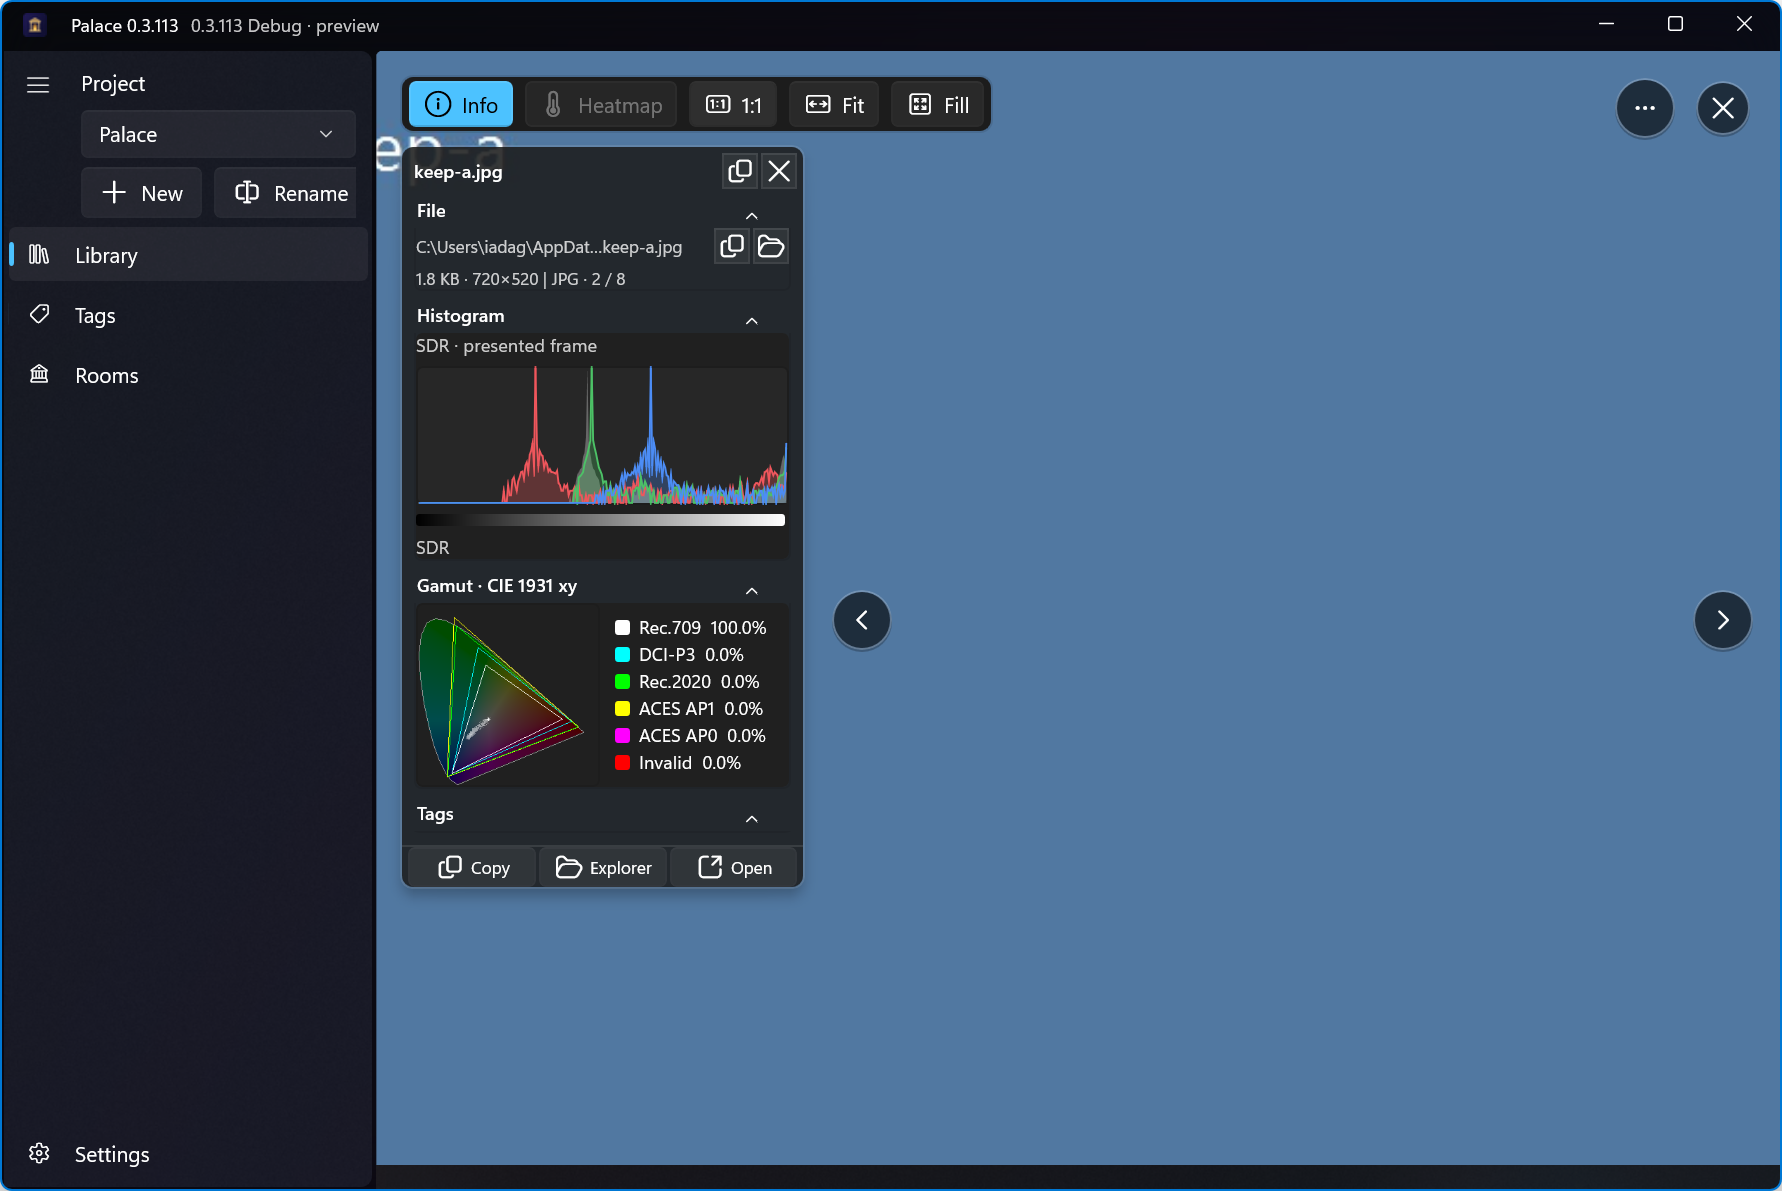 Palace 0.3.113 0.3.113 Debug · preview
Project
Palace
New Rename
Library
Tags
Rooms
Settings
Info Heatmap 1:1 1:1 Fit Fill
ep-a
keep-a.jpg
File
C:\Users\iadag\AppDat...keep-a.jpg
1.8 KB · 720×520 | JPG · 2 / 8
Histogram
SDR · presented frame
SDR
Gamut · CIE 1931 xy
Rec.709 100.0%
DCI-P3 0.0%
Rec.2020 0.0%
ACES AP1 0.0%
ACES AP0 0.0%
Invalid 0.0%
Tags
Copy Explorer Open